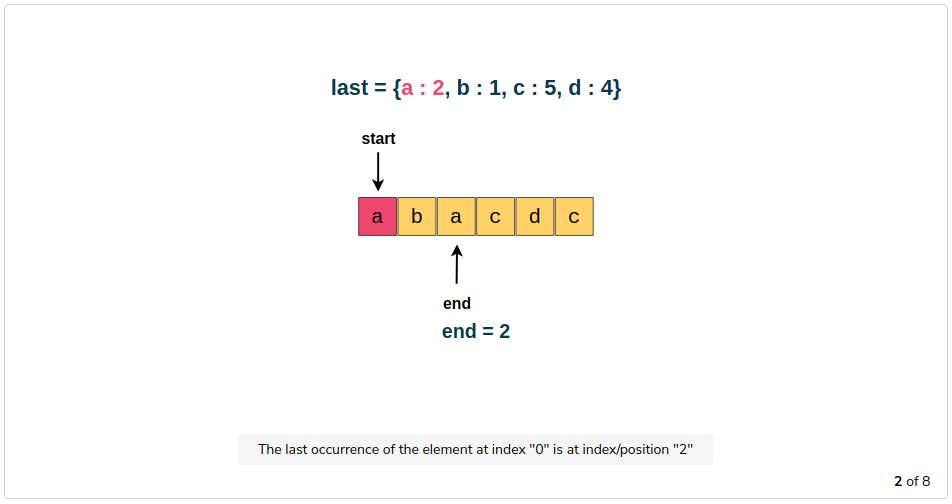 last = {a : 2, b : 1, c : 5, d : 4}
start
a b a c d c
end
end = 2
The last occurrence of the element at index "0" is at index/position "2"
2 of 8